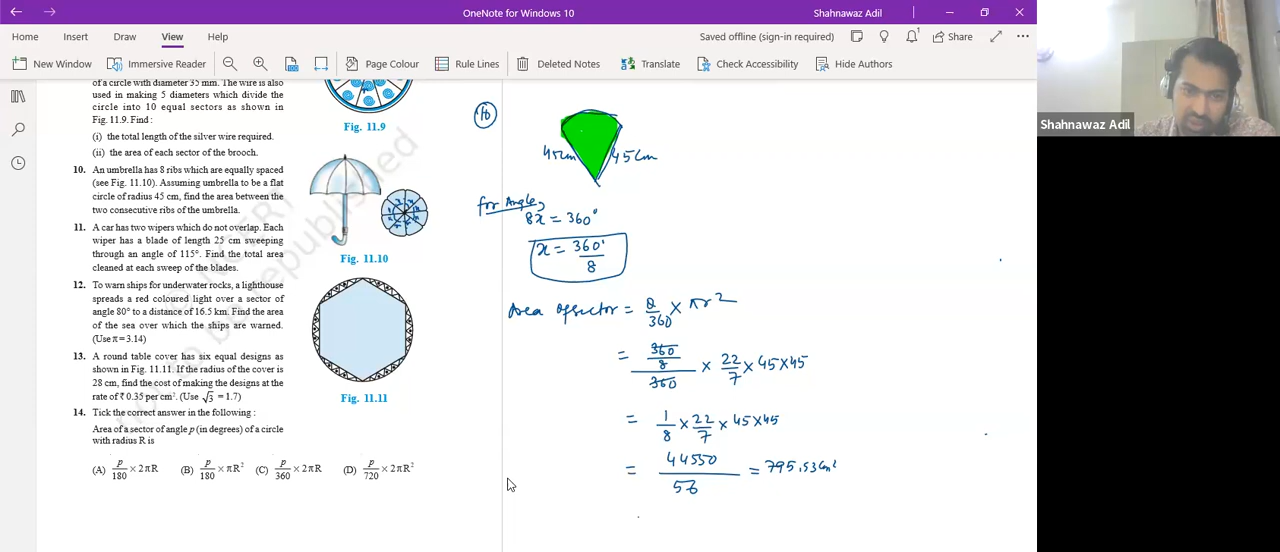 OneNote for Windows 10
Shahnawaz Adil
Home Insert Draw View Help
Saved offline (sign-in required)
Share
New Window Immersive Reader Page Colour Rule Lines Deleted Notes Translate Check Accessibility Hide Authors
of a circle with diameter 35 mm. The wire is also
used in making 5 diameters which divide the
circle into 10 equal sectors as shown in
Fig. 11.9. Find :
(i) the total length of the silver wire required.
(ii) the area of each sector of the brooch.
Fig. 11.9
10. An umbrella has 8 ribs which are equally spaced
(see Fig. 11.10). Assuming umbrella to be a flat
circle of radius 45 cm, find the area between the
two consecutive ribs of the umbrella.
11. A car has two wipers which do not overlap. Each
wiper has a blade of length 25 cm sweeping
through an angle of 115°. Find the total area
cleaned at each sweep of the blades.
Fig. 11.10
12. To warn ships for underwater rocks, a lighthouse
spreads a red coloured light over a sector of
angle 80° to a distance of 16.5 km. Find the area
of the sea over which the ships are warned.
(Use π = 3.14)
13. A round table cover has six equal designs as
shown in Fig. 11.11. If the radius of the cover is
28 cm, find the cost of making the designs at the
rate of ₹ 0.35 per cm². (Use √3 = 1.7)
Fig. 11.11
14. Tick the correct answer in the following :
Area of a sector of angle p (in degrees) of a circle
with radius R is
(A) p/180 × 2πR (B) p/180 × πR² (C) p/360 × 2πR (D) p/720 × 2πR²
10
45cm 45cm
for Angle,
8x = 360°
x = 360°/8
Area of sector = θ/360 × πr2
= 360/8/360 × 22/7 × 45×45
= 1/8 × 22/7 × 45×45
= 44550/56 = 795.53cm²
Shahnawaz Adil